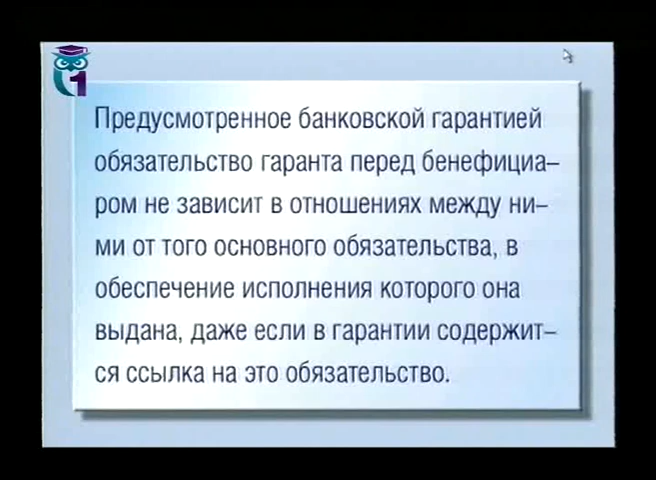 1
Предусмотренное банковской гарантией
обязательство гаранта перед бенефициа–
ром не зависит в отношениях между ни–
ми от того основного обязательства, в
обеспечение исполнения которого она
выдана, даже если в гарантии содержит–
ся ссылка на это обязательство.